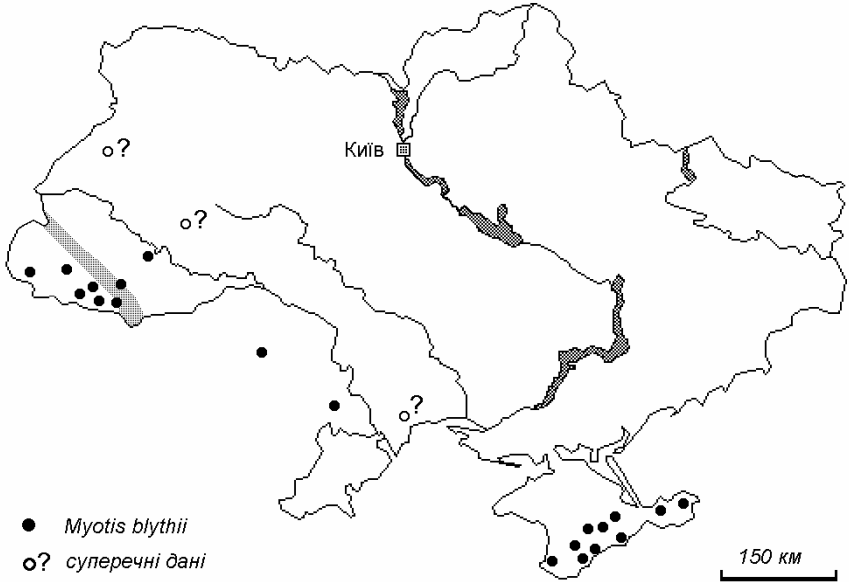 ?
Київ
?
?
Myotis blythii
? суперечні дані
150 км